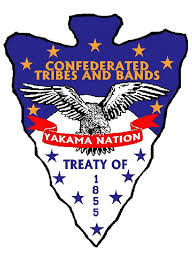 CONFEDERATED
TRIBES AND BANDS
YAKAMA NATION
TREATY OF
1
8
5
5